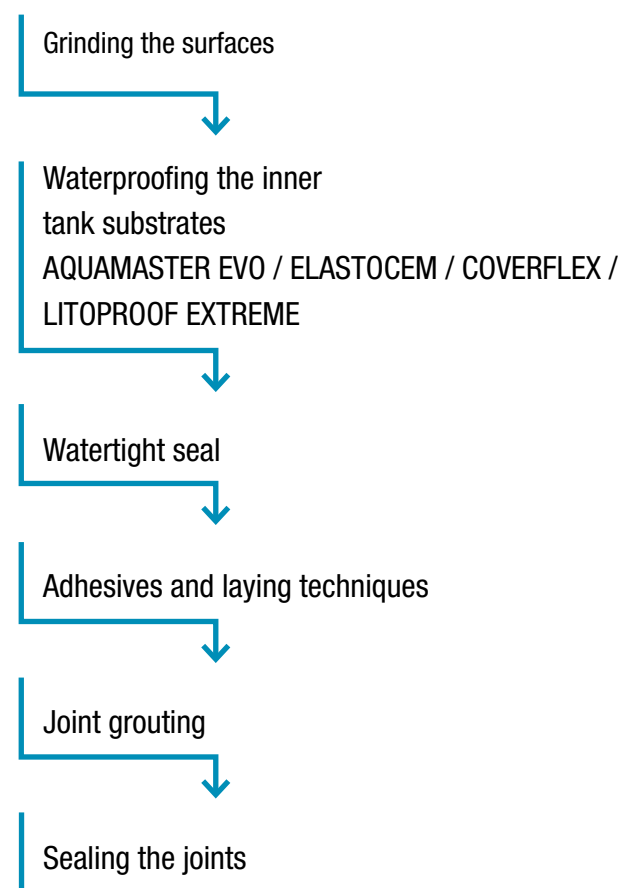 Grinding the surfaces
Waterproofing the inner
tank substrates
AQUAMASTER EVO / ELASTOCEM / COVERFLEX /
LITOPROOF EXTREME
Watertight seal
Adhesives and laying techniques
Joint grouting
Sealing the joints